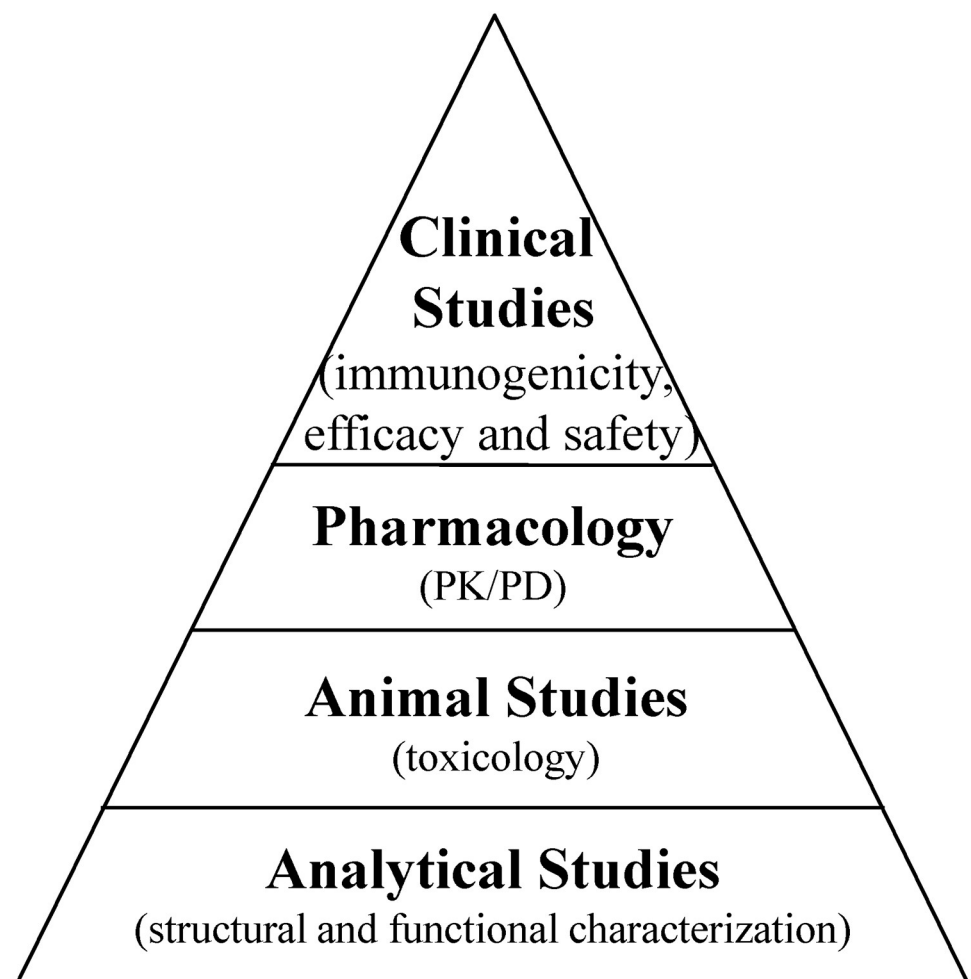 Clinical
Studies
(immunogenicity,
efficacy and safety)
Pharmacology
(PK/PD)
Animal Studies
(toxicology)
Analytical Studies
(structural and functional characterization)